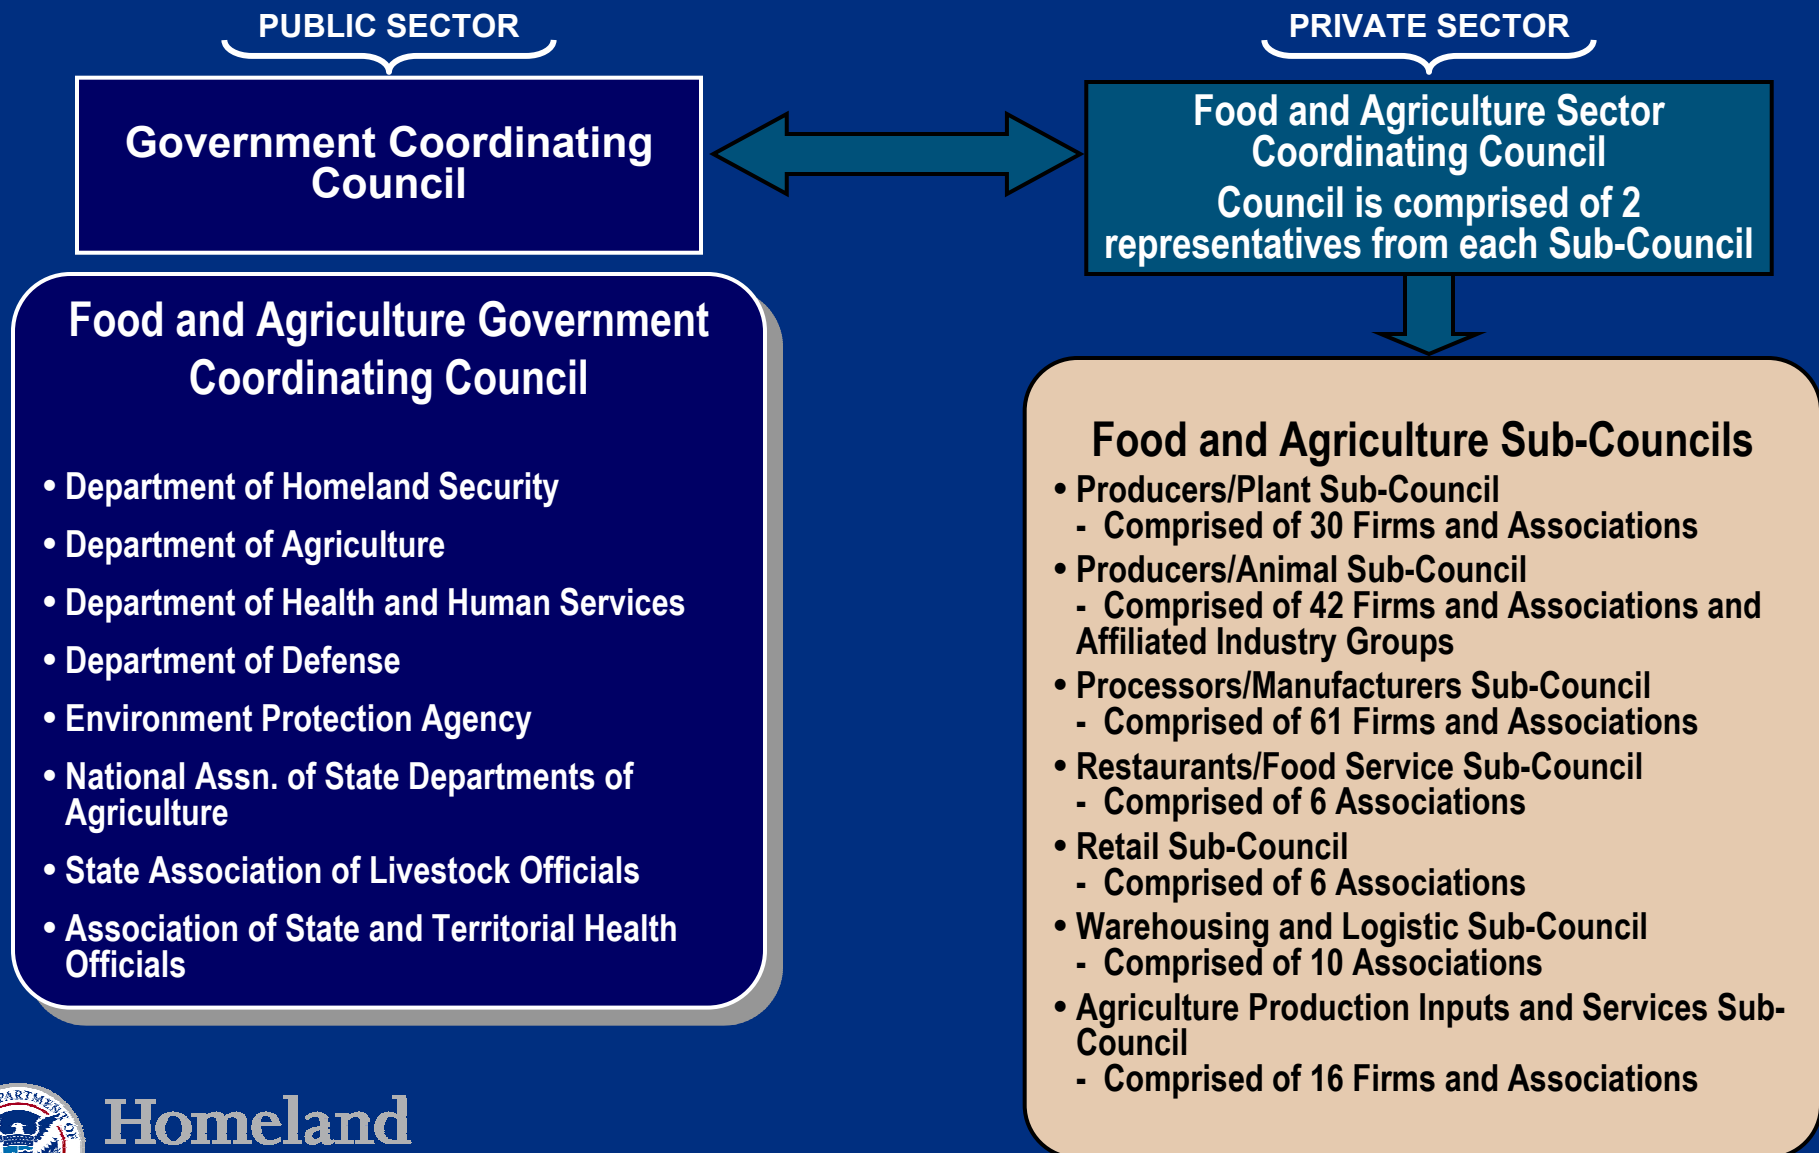 PUBLIC SECTOR
Government Coordinating
Council
Food and Agriculture Government
Coordinating Council
• Department of Homeland Security
• Department of Agriculture
• Department of Health and Human Services
• Department of Defense
• Environment Protection Agency
• National Assn. of State Departments of
Agriculture
• State Association of Livestock Officials
• Association of State and Territorial Health
Officials
PRIVATE SECTOR
Food and Agriculture Sector
Coordinating Council
Council is comprised of 2
representatives from each Sub-Council
Food and Agriculture Sub-Councils
• Producers/Plant Sub-Council
- Comprised of 30 Firms and Associations
• Producers/Animal Sub-Council
- Comprised of 42 Firms and Associations and
Affiliated Industry Groups
• Processors/Manufacturers Sub-Council
- Comprised of 61 Firms and Associations
• Restaurants/Food Service Sub-Council
- Comprised of 6 Associations
• Retail Sub-Council
- Comprised of 6 Associations
• Warehousing and Logistic Sub-Council
- Comprised of 10 Associations
• Agriculture Production Inputs and Services Sub-
Council
- Comprised of 16 Firms and Associations
Homeland